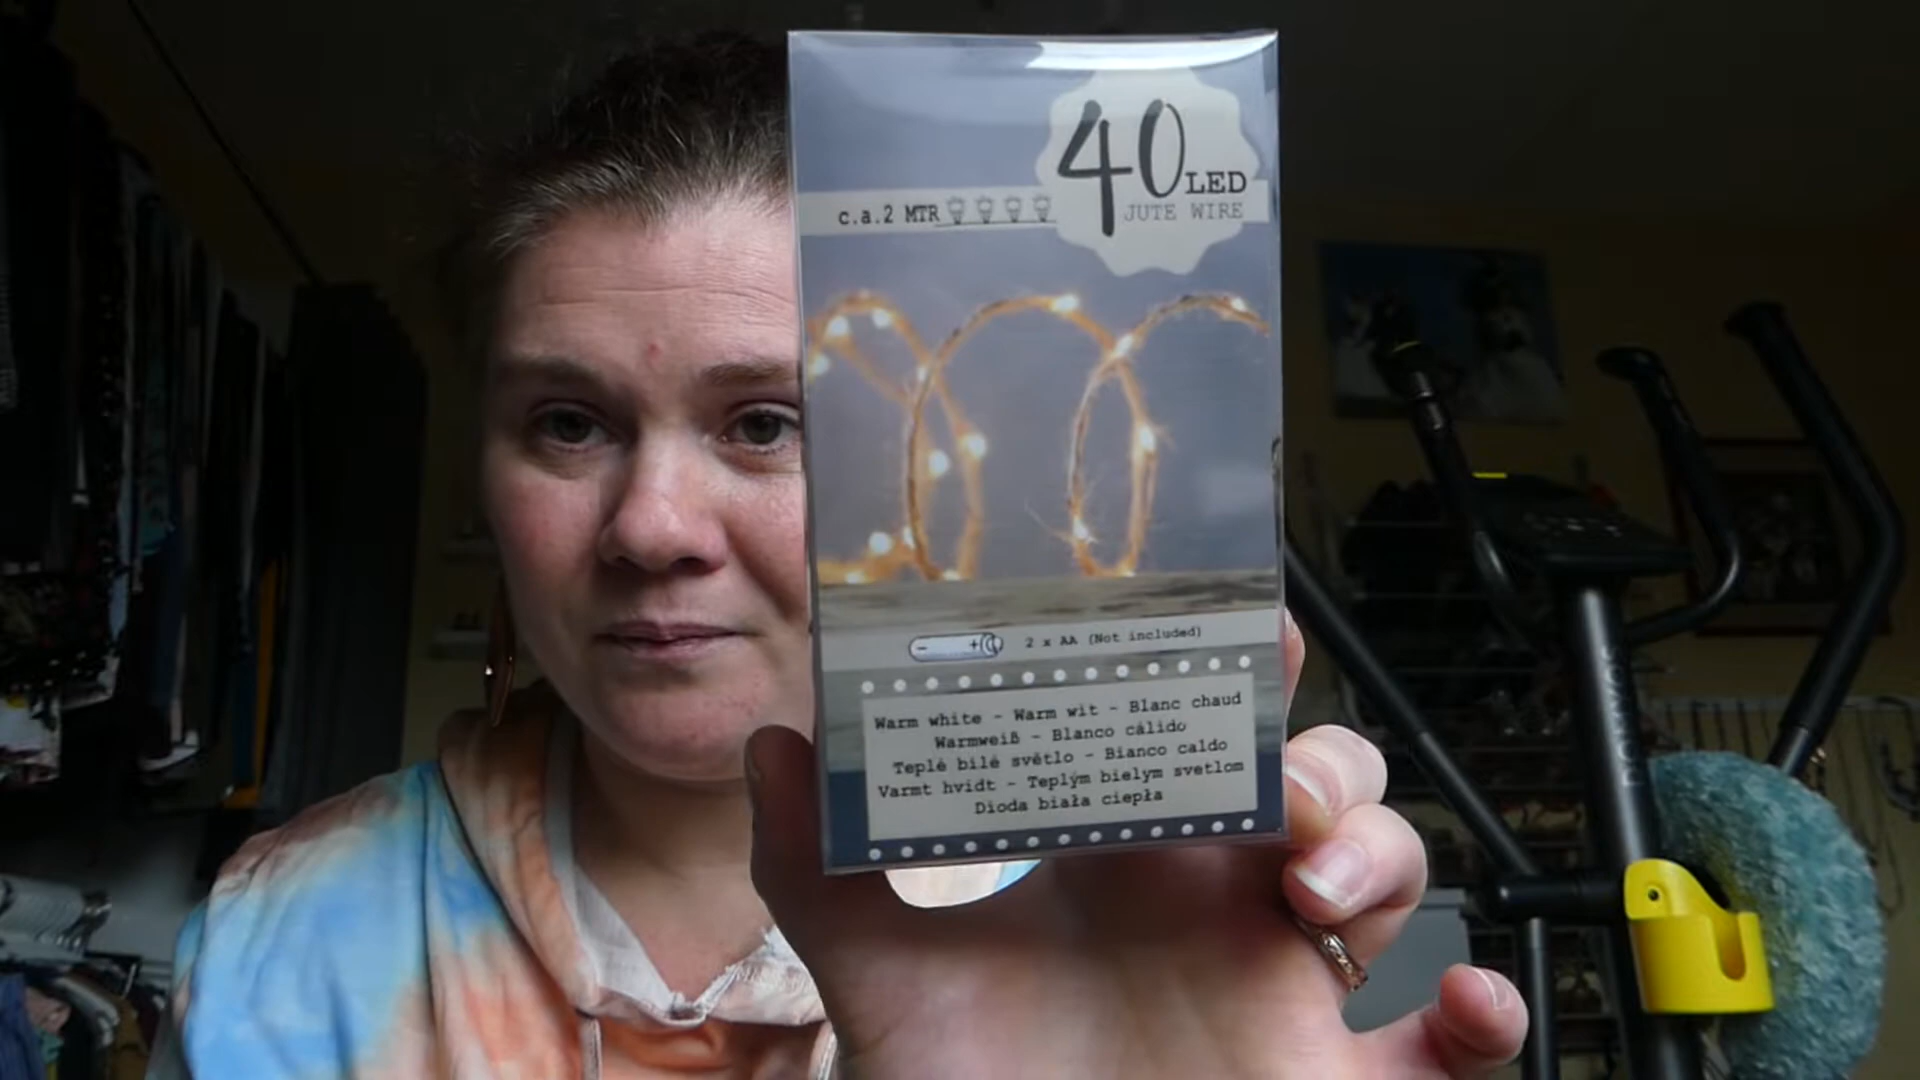 40 LED
JUTE WIRE
c.a.2 MTR
- + 2 x AA (Not included)
Warm white - Warm wit - Blanc chaud
Warmweiß - Blanco cálido
Teplé bílé světlo - Bianco caldo
Varmt hvidt - Teplým bielym svetlom
Dioda biała ciepła